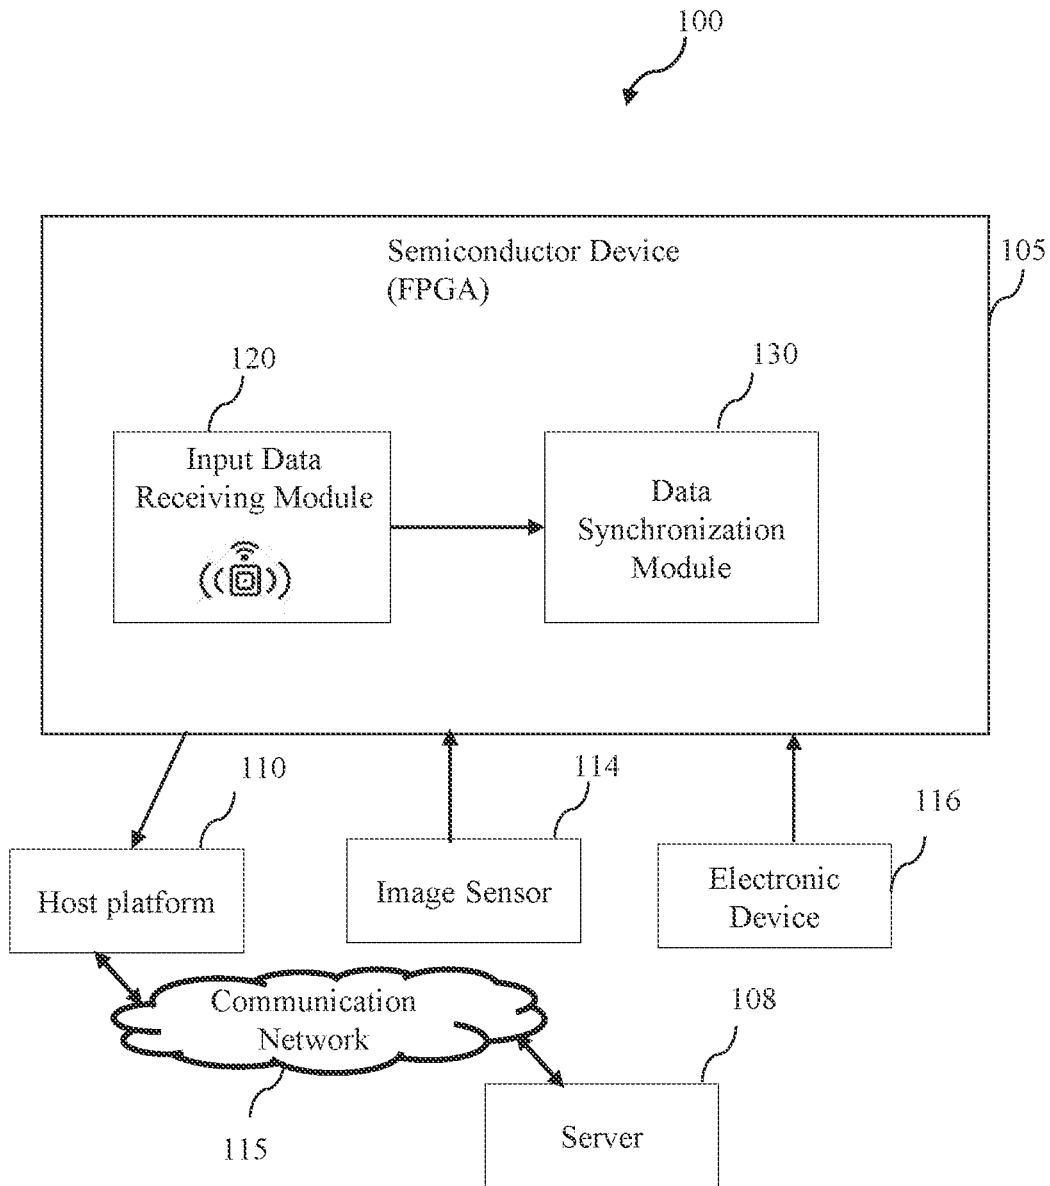 100
Semiconductor Device
(FPGA)
105
120
130
Input Data
Receiving Module
Data
Synchronization
Module
110
114
116
Host platform
Image Sensor
Electronic
Device
Communication
Network
108
115
Server